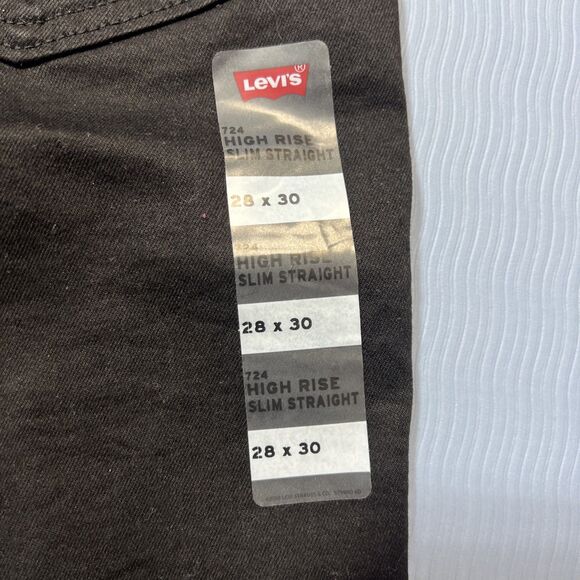 LEVI'S ®
724
HIGH RISE
SLIM STRAIGHT
28 x 30
724
HIGH RISE
SLIM STRAIGHT
28 x 30
724
HIGH RISE
SLIM STRAIGHT
28 x 30